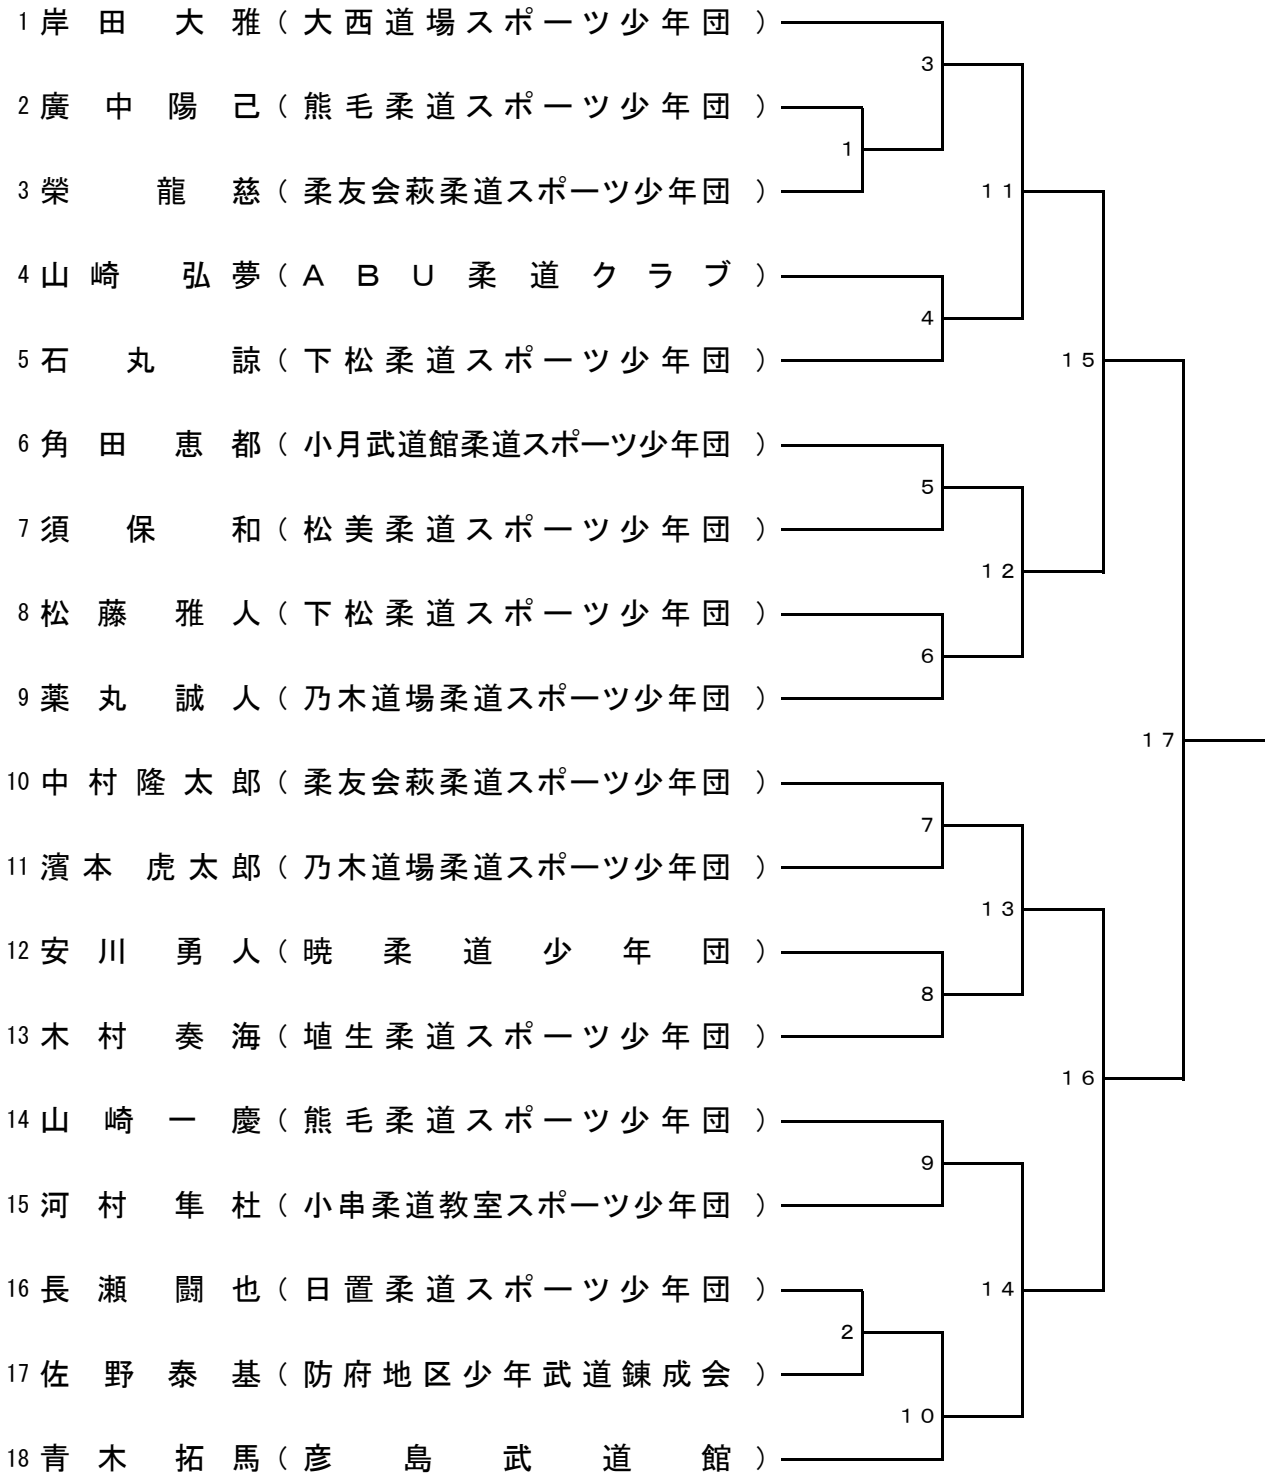 1 岸田 大雅 ( 大西道場スポーツ少年団 )
3
2 廣中陽己 ( 熊毛柔道スポーツ少年団 )
1
3 榮 龍慈 ( 柔友会萩柔道スポーツ少年団 )
11
4 山崎 弘夢 ( ABU柔道クラブ )
4
5 石丸 諒 ( 下松柔道スポーツ少年団 )
15
6 角田 恵都 ( 小月武道館柔道スポーツ少年団 )
5
7 須保 和 ( 松美柔道スポーツ少年団 )
12
8 松藤 雅人 ( 下松柔道スポーツ少年団 )
6
9 薬丸 誠人 ( 乃木道場柔道スポーツ少年団 )
17
10 中村隆太郎 ( 柔友会萩柔道スポーツ少年団 )
7
11 濱本 虎太郎 ( 乃木道場柔道スポーツ少年団 )
13
12 安川 勇人 ( 暁柔道少年団 )
8
13 木村 奏海 ( 埴生柔道スポーツ少年団 )
16
14 山崎一慶 ( 熊毛柔道スポーツ少年団 )
9
15 河村 隼杜 ( 小串柔道教室スポーツ少年団 )
16 長瀬 闘也 ( 日置柔道スポーツ少年団 )
14
2
17 佐野泰基 ( 防府地区少年武道錬成会 )
10
18 青木 拓馬 ( 彦島武道館 )